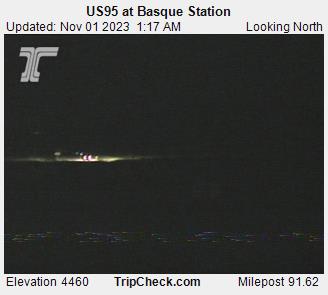 US95 at Basque Station
Updated: Nov 01 2023 1:17 AM Looking North
Elevation 4460 TripCheck.com Milepost 91.62